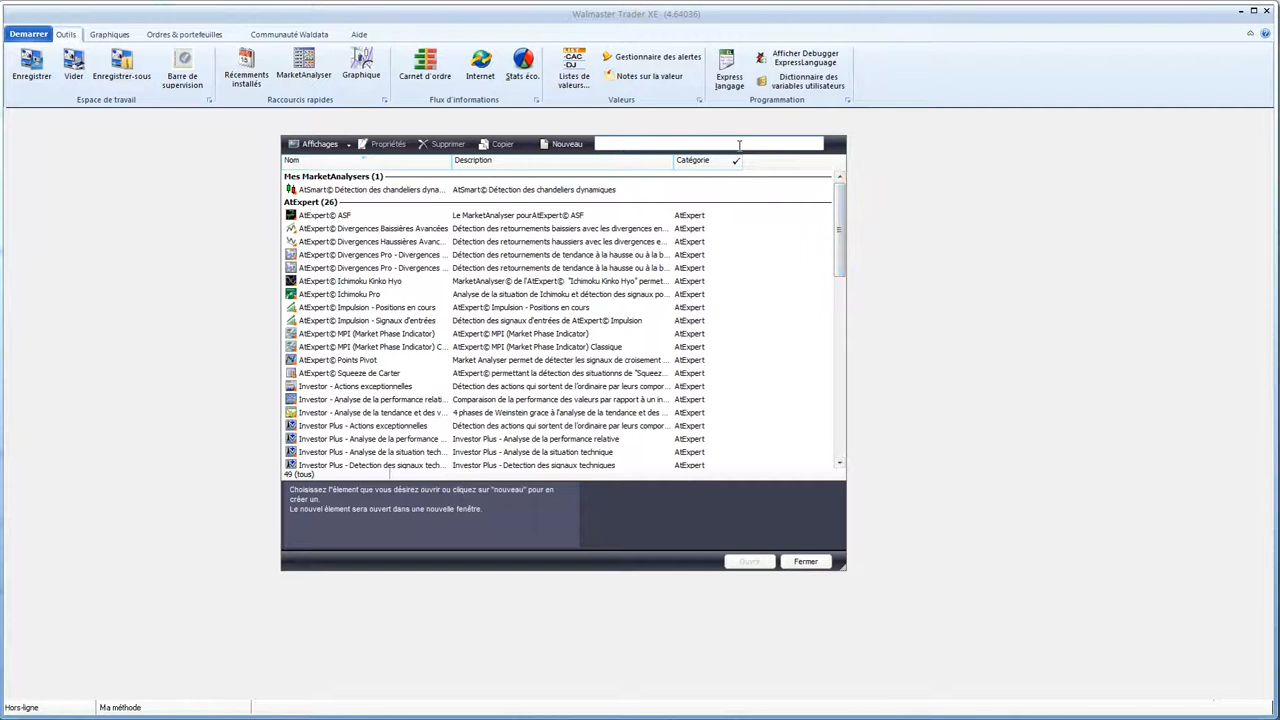 Walmaster Trader XE (4.64036)
Demarrer Outils Graphiques Ordres & portefeuilles Communauté Waldata Aide
Enregistrer Vider Enregistrer-sous Barre de supervision Récemments installés MarketAnalyser Graphique Carnet d'ordre Internet Stats éco. LIST CAC DJ Listes de valeurs... Gestionnaire des alertes Notes sur la valeur Express langage Afficher Debugger ExpressLanguage Dictionnaire des variables utilisateurs
Espace de travail Raccourcis rapides Flux d'informations Valeurs Programmation
Affichages Propriétés Supprimer Copier Nouveau
Nom Description Catégorie
Mes MarketAnalysers (1)
AtSmart© Détection des chandeliers dyna... AtSmart© Détection des chandeliers dynamiques
AtExpert (26)
AtExpert© ASF Le MarketAnalyser pourAtExpert© ASF AtExpert
AtExpert© Divergences Baissières Avancées Détection des retournements baissiers avec les divergences en... AtExpert
AtExpert© Divergences Haussières Avanc... Détection des retournements haussiers avec les divergences e... AtExpert
AtExpert© Divergences Pro - Divergences ... Détection des retournements de tendance à la hausse ou à la b... AtExpert
AtExpert© Divergences Pro - Divergences ... Détection des retournements de tendance à la hausse ou à la b... AtExpert
AtExpert© Ichimoku Kinko Hyo MarketAnalyser© de l'AtExpert© "Ichimoku Kinko Hyo" permet... AtExpert
AtExpert© Ichimoku Pro Analyse de la situation de Ichimoku et détection des signaux po... AtExpert
AtExpert© Impulsion - Positions en cours AtExpert© Impulsion - Positions en cours AtExpert
AtExpert© Impulsion - Signaux d'entrées Détection des signaux d'entrées de AtExpert© Impulsion AtExpert
AtExpert© MPI (Market Phase Indicator) AtExpert© MPI (Market Phase Indicator) AtExpert
AtExpert© MPI (Market Phase Indicator) C... AtExpert© MPI (Market Phase Indicator) Classique AtExpert
AtExpert© Points Pivot Market Analyser permet de détecter les signaux de croisement ... AtExpert
AtExpert© Squeeze de Carter AtExpert© permettant la détection des situationns de "Squeez... AtExpert
Investor - Actions exceptionnelles Détection des actions qui sortent de l'ordinaire par leurs compor... AtExpert
Investor - Analyse de la performance relati... Comparaison de la performance des valeurs par rapport à un in... AtExpert
Investor - Analyse de la tendance et des v... 4 phases de Weinstein grace à l'analyse de la tendance et des ... AtExpert
Investor Plus - Actions exceptionnelles Détection des actions qui sortent de l'ordinaire par leurs compor... AtExpert
Investor Plus - Analyse de la performance ... Investor Plus - Analyse de la performance relative AtExpert
Investor Plus - Analyse de la situation tech... Investor Plus - Analyse de la situation technique AtExpert
Investor Plus - Detection des signaux tech... Investor Plus - Detection des signaux techniques AtExpert
49 (tous)
Choisissez l'élement que vous désirez ouvrir ou cliquez sur "nouveau" pour en
créer un.
Le nouvel élement sera ouvert dans une nouvelle fenêtre.
Ouvrir Fermer
Hors-ligne Ma méthode